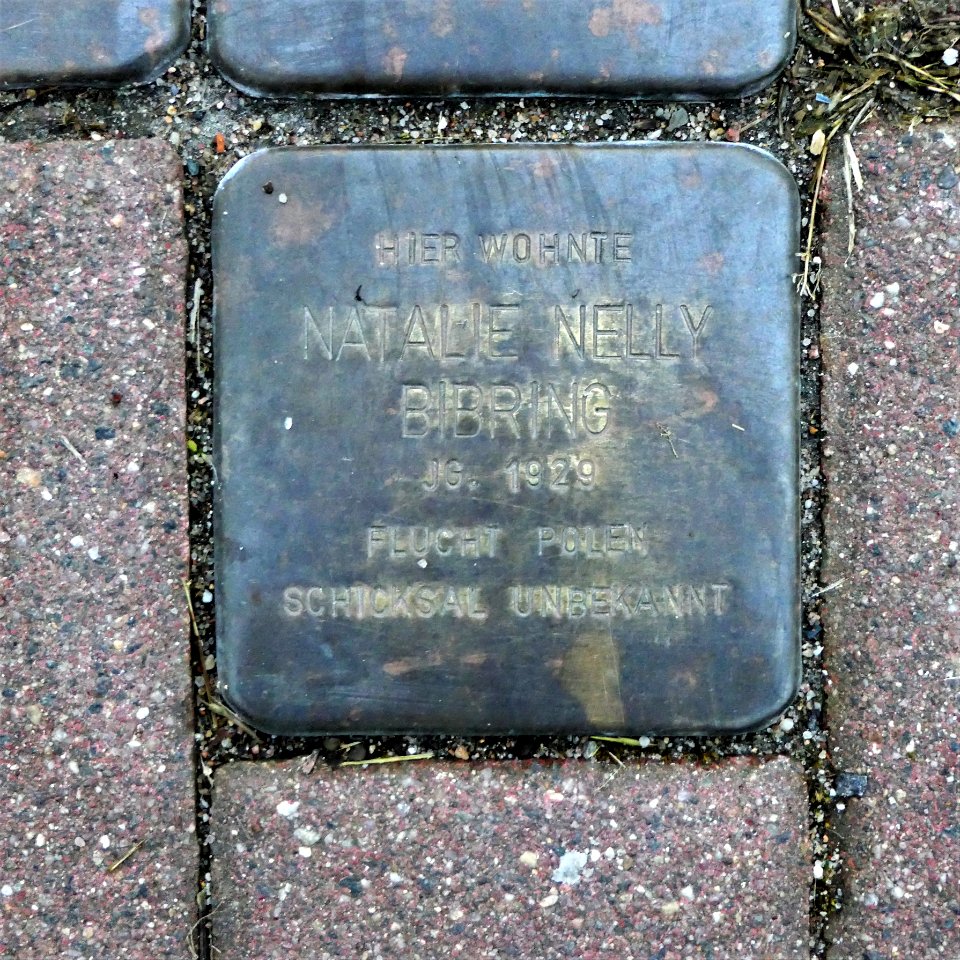 HIER WOHNTE
NATALIE NELLY
BIBRING
JG. 1929
FLUCHT POLEN
SCHICKSAL UNBEKANNT